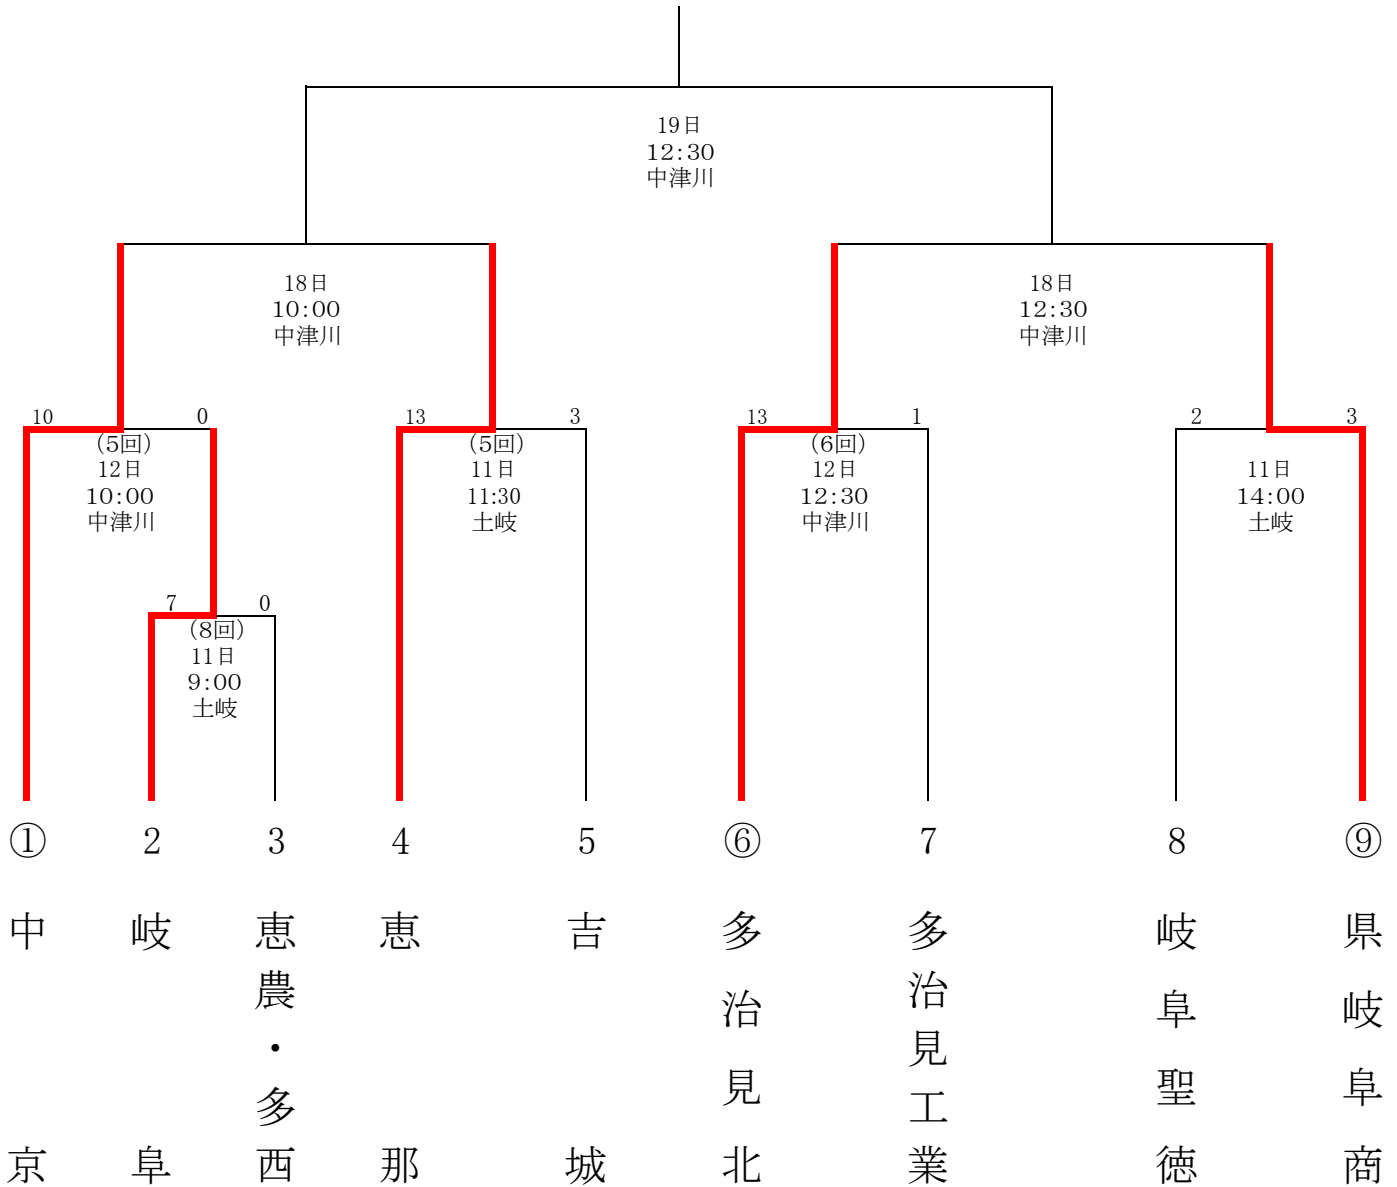 19日
12:30
中津川
18日
10:00
中津川
18日
12:30
中津川
10 0
(5回)
12日
10:00
中津川
13 3
(5回)
11日
11:30
土岐
13 1
(6回)
12日
12:30
中津川
2 3
11日
14:00
土岐
7 0
(8回)
11日
9:00
土岐
① 2 3 4 5 ⑥ 7 8 ⑨
中京
岐阜
恵農・多西
恵那
吉城
多治見北
多治見工業
岐阜聖徳
県岐阜商